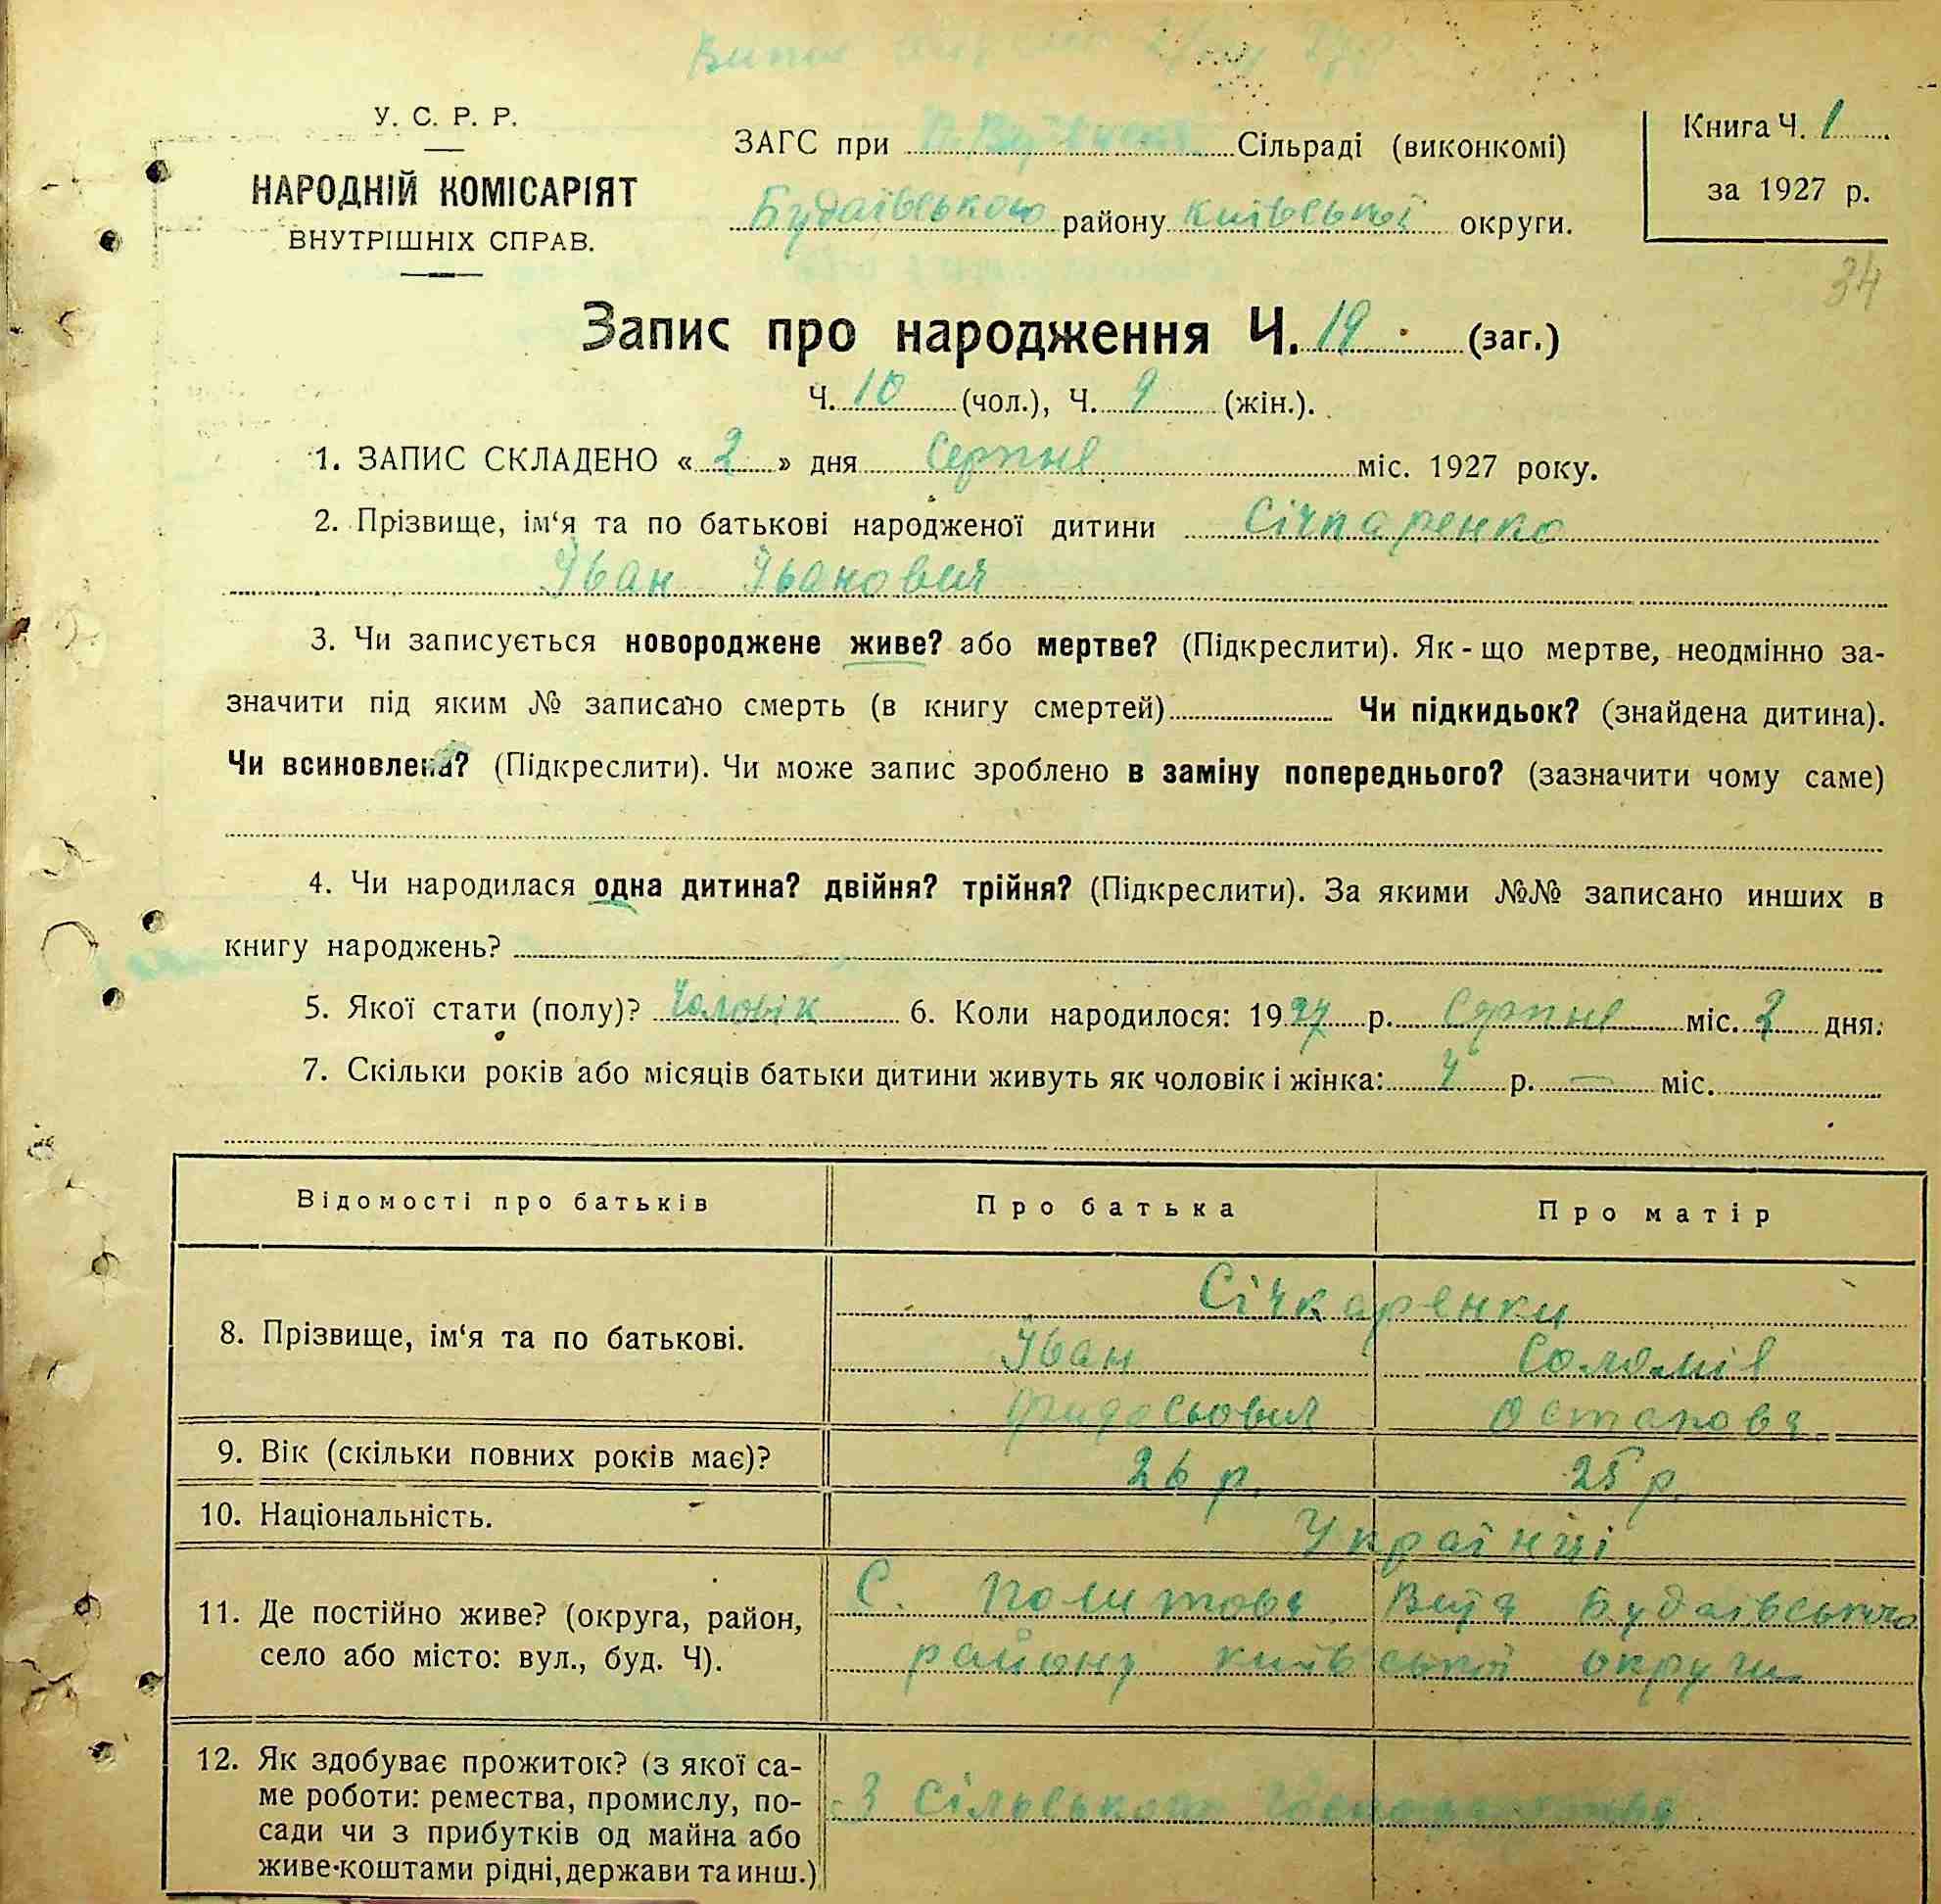 У. С. Р. Р.
НАРОДНІЙ КОМІСАРІЯТ
ВНУТРІШНІХ СПРАВ.
ЗАГС при Сільраді (виконкомі)
Будаївського району Київської округи.
Книга Ч. 1
за 1927 р.
34
Запис про народження Ч. 19 (заг.)
Ч. 10 (чол.), Ч. 9 (жін.).
1. ЗАПИС СКЛАДЕНО « 2 » дня Серпня міс. 1927 року.
2. Прізвище, ім‘я та по батькові народженої дитини Січкаренко
Іван Іванович
3. Чи записується новороджене живе? або мертве? (Підкреслити). Як - що мертве, неодмінно за-
значити під яким № записано смерть (в книгу смертей) Чи підкидьок? (знайдена дитина).
Чи всиновлена? (Підкреслити). Чи може запис зроблено в заміну попереднього? (зазначити чому саме)
4. Чи народилася одна дитина? двійня? трійня? (Підкреслити). За якими №№ записано инших в
книгу народжень?
5. Якої стати (полу)? Чоловік 6. Коли народилося: 1927 р. Серпня міс. 2 дня.
7. Скільки років або місяців батьки дитини живуть як чоловік і жінка: р. — міс.
Відомості про батьків Про батька Про матір
8. Прізвище, ім‘я та по батькові.
Січкаренки
Іван Соломія
Остапова
9. Вік (скільки повних років має)? 26 р. 25 р.
10. Національність. Українці
11. Де постійно живе? (округа, район,
село або місто: вул., буд. Ч).
С. Будаївського
району Київської округи
12. Як здобуває прожиток? (з якої са-
ме роботи: ремества, промислу, по-
сади чи з прибутків од майна або
живе-коштами рідні, держави та инш.)
З Сільського господарства